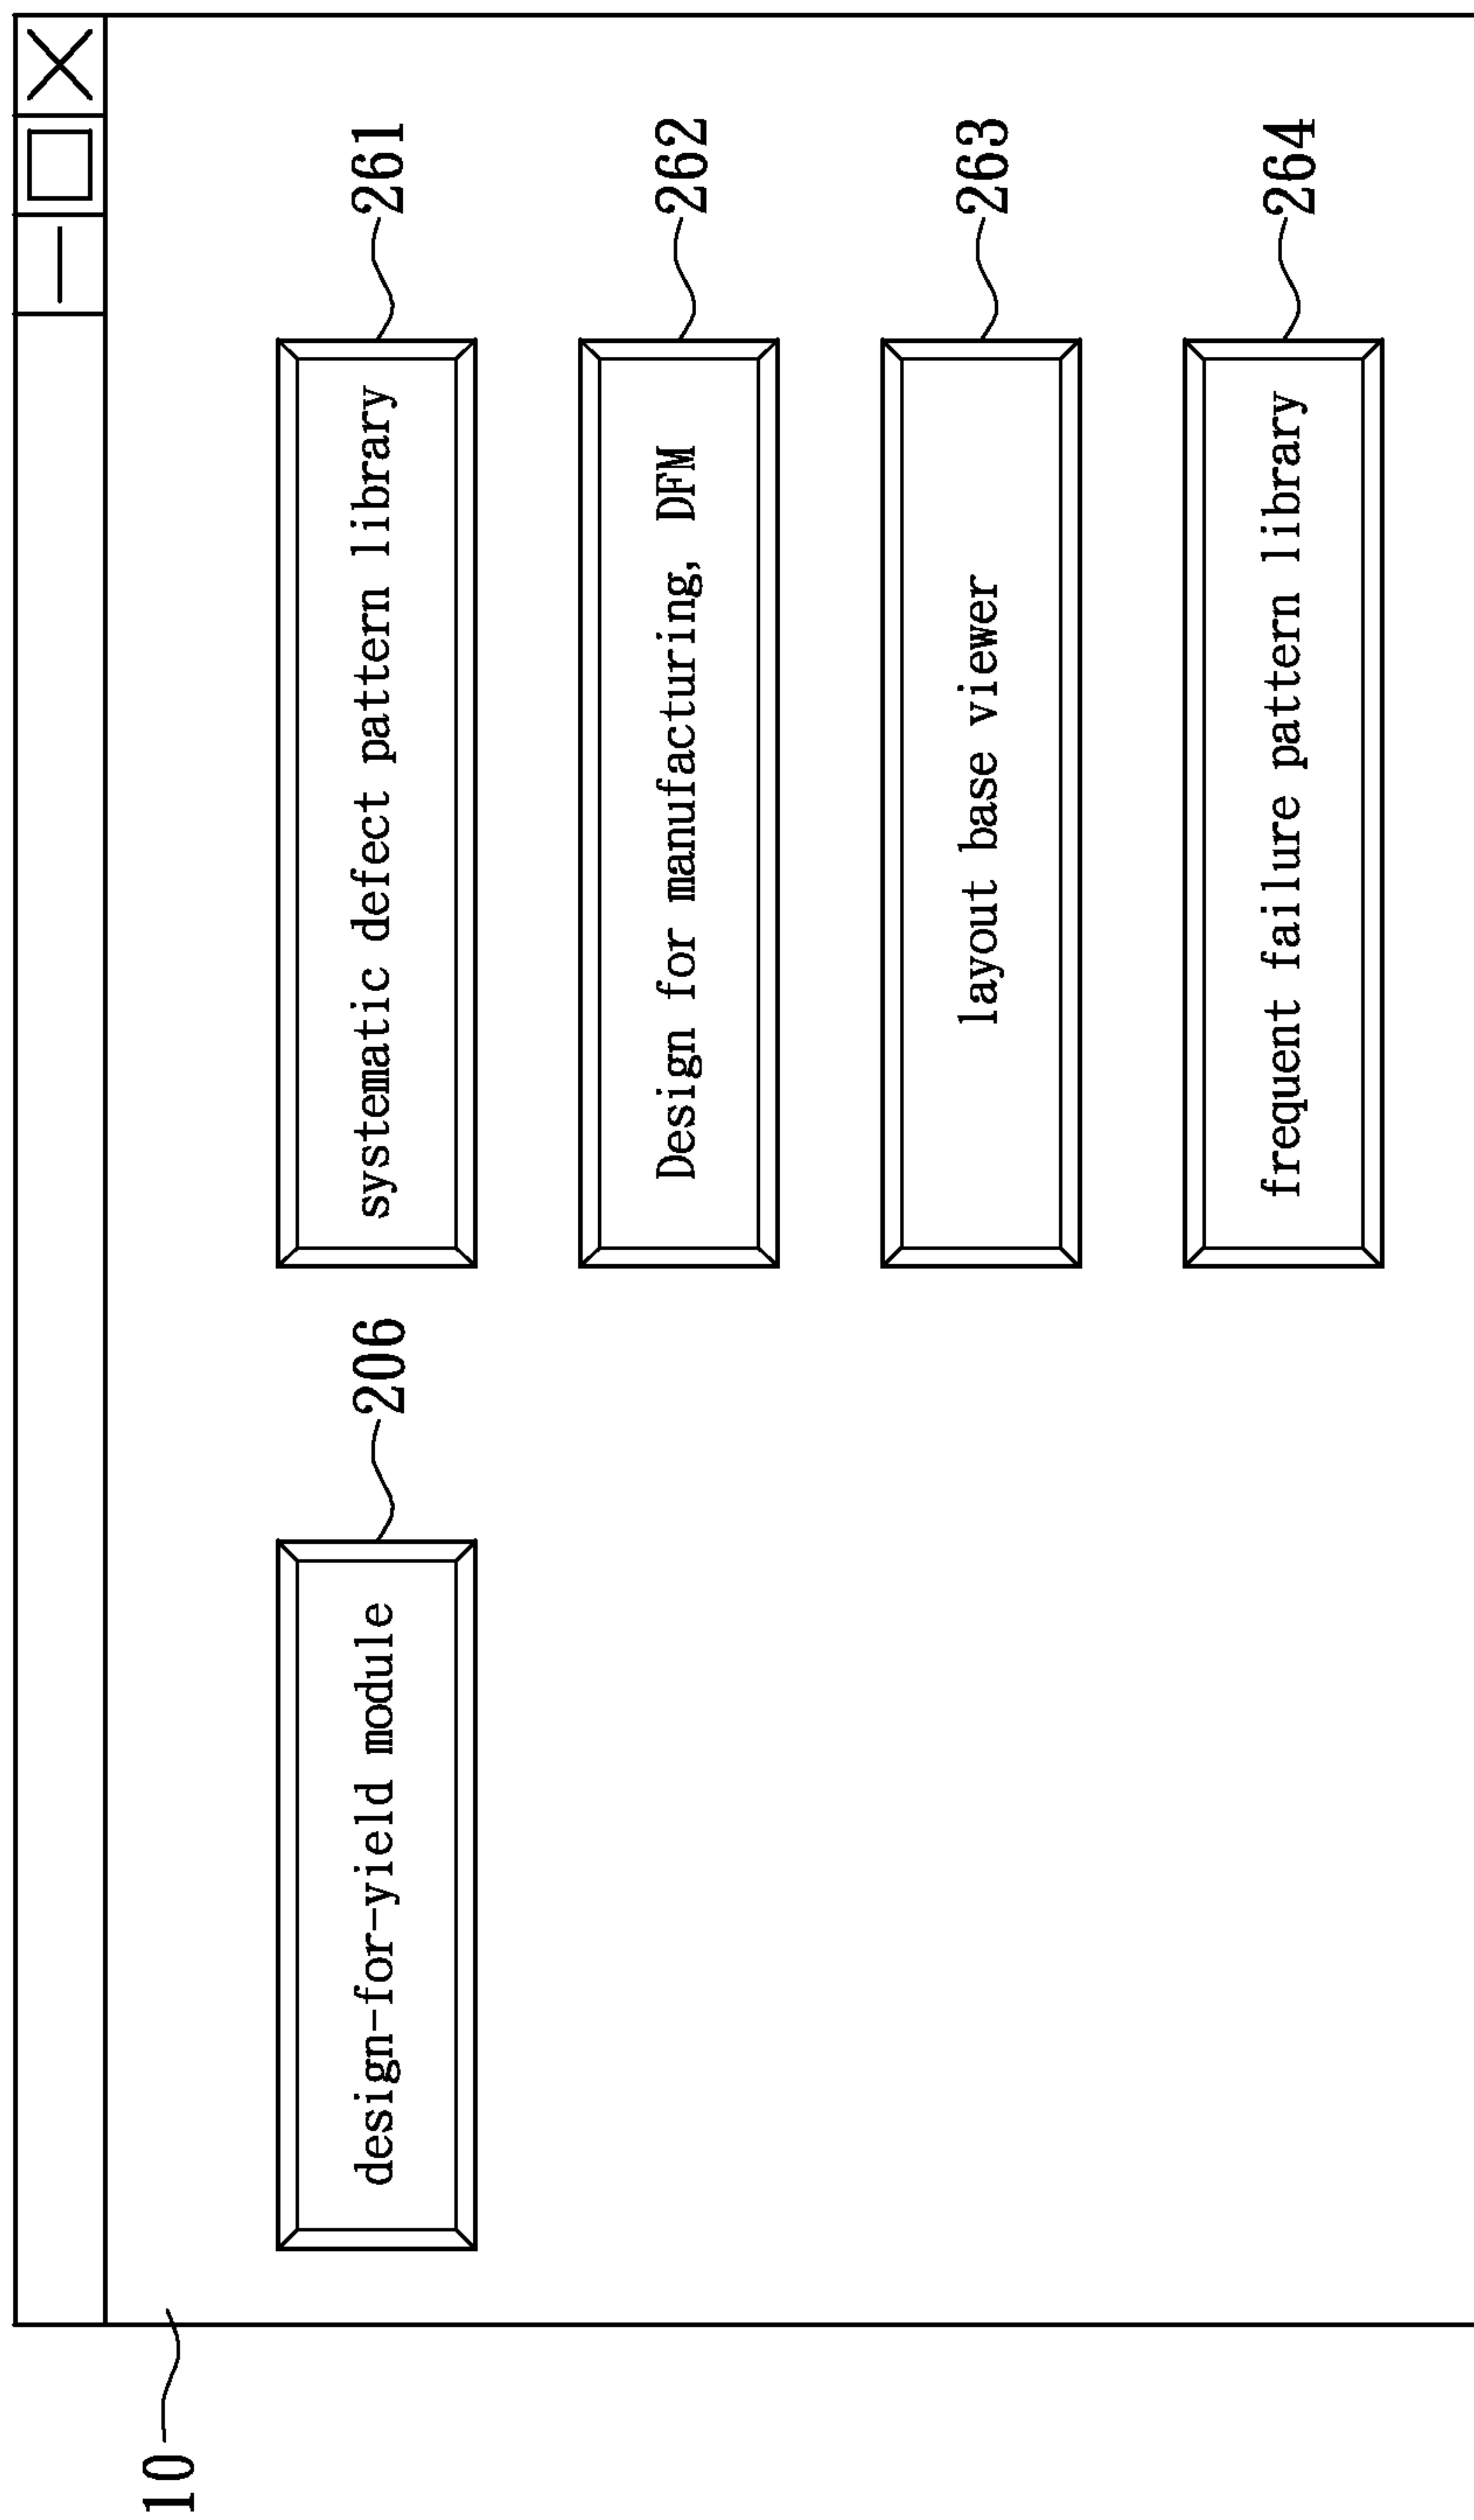 10
design-for-yield module
206
systematic defect pattern library
261
Design for manufacturing, DFM
262
layout base viewer
263
frequent failure pattern library
264